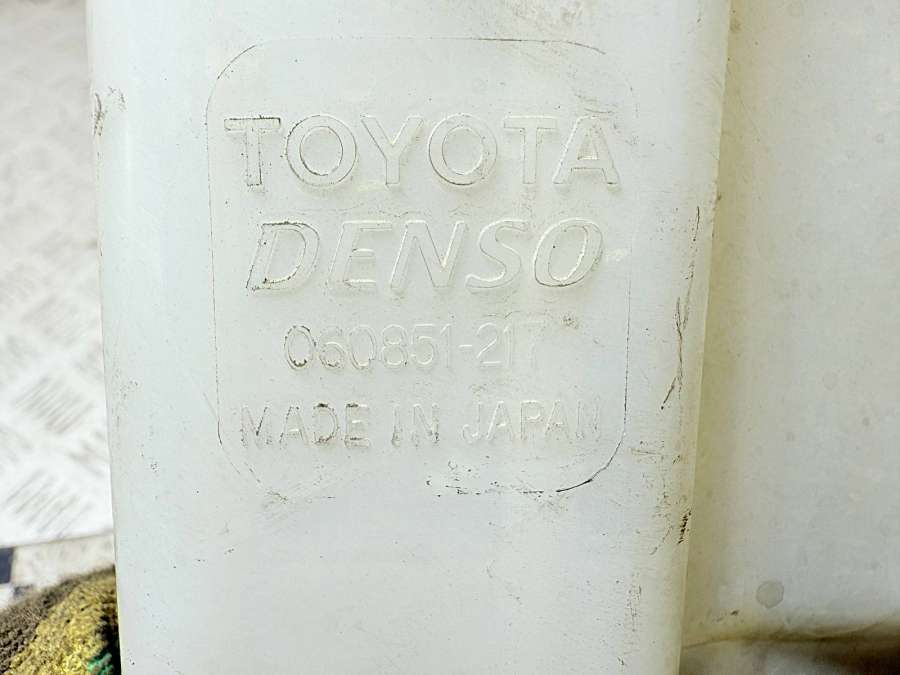 TOYOTA
DENSO
060851-217
MADE IN JAPAN